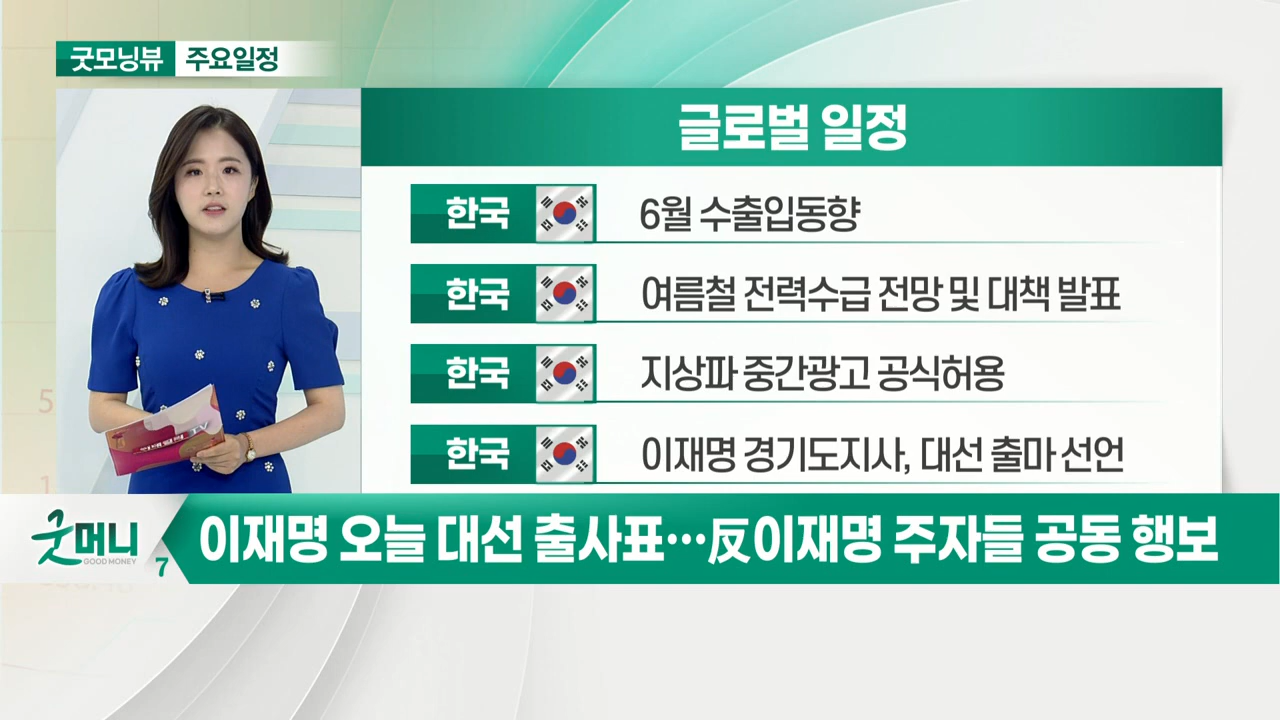 굿모닝뷰 주요일정
글로벌 일정
한국 6월 수출입동향
한국 여름철 전력수급 전망 및 대책 발표
한국 지상파 중간광고 공식허용
한국 이재명 경기도지사, 대선 출마 선언
5
1
굿머니
GOOD MONEY
7
이재명 오늘 대선 출사표…反이재명 주자들 공동 행보